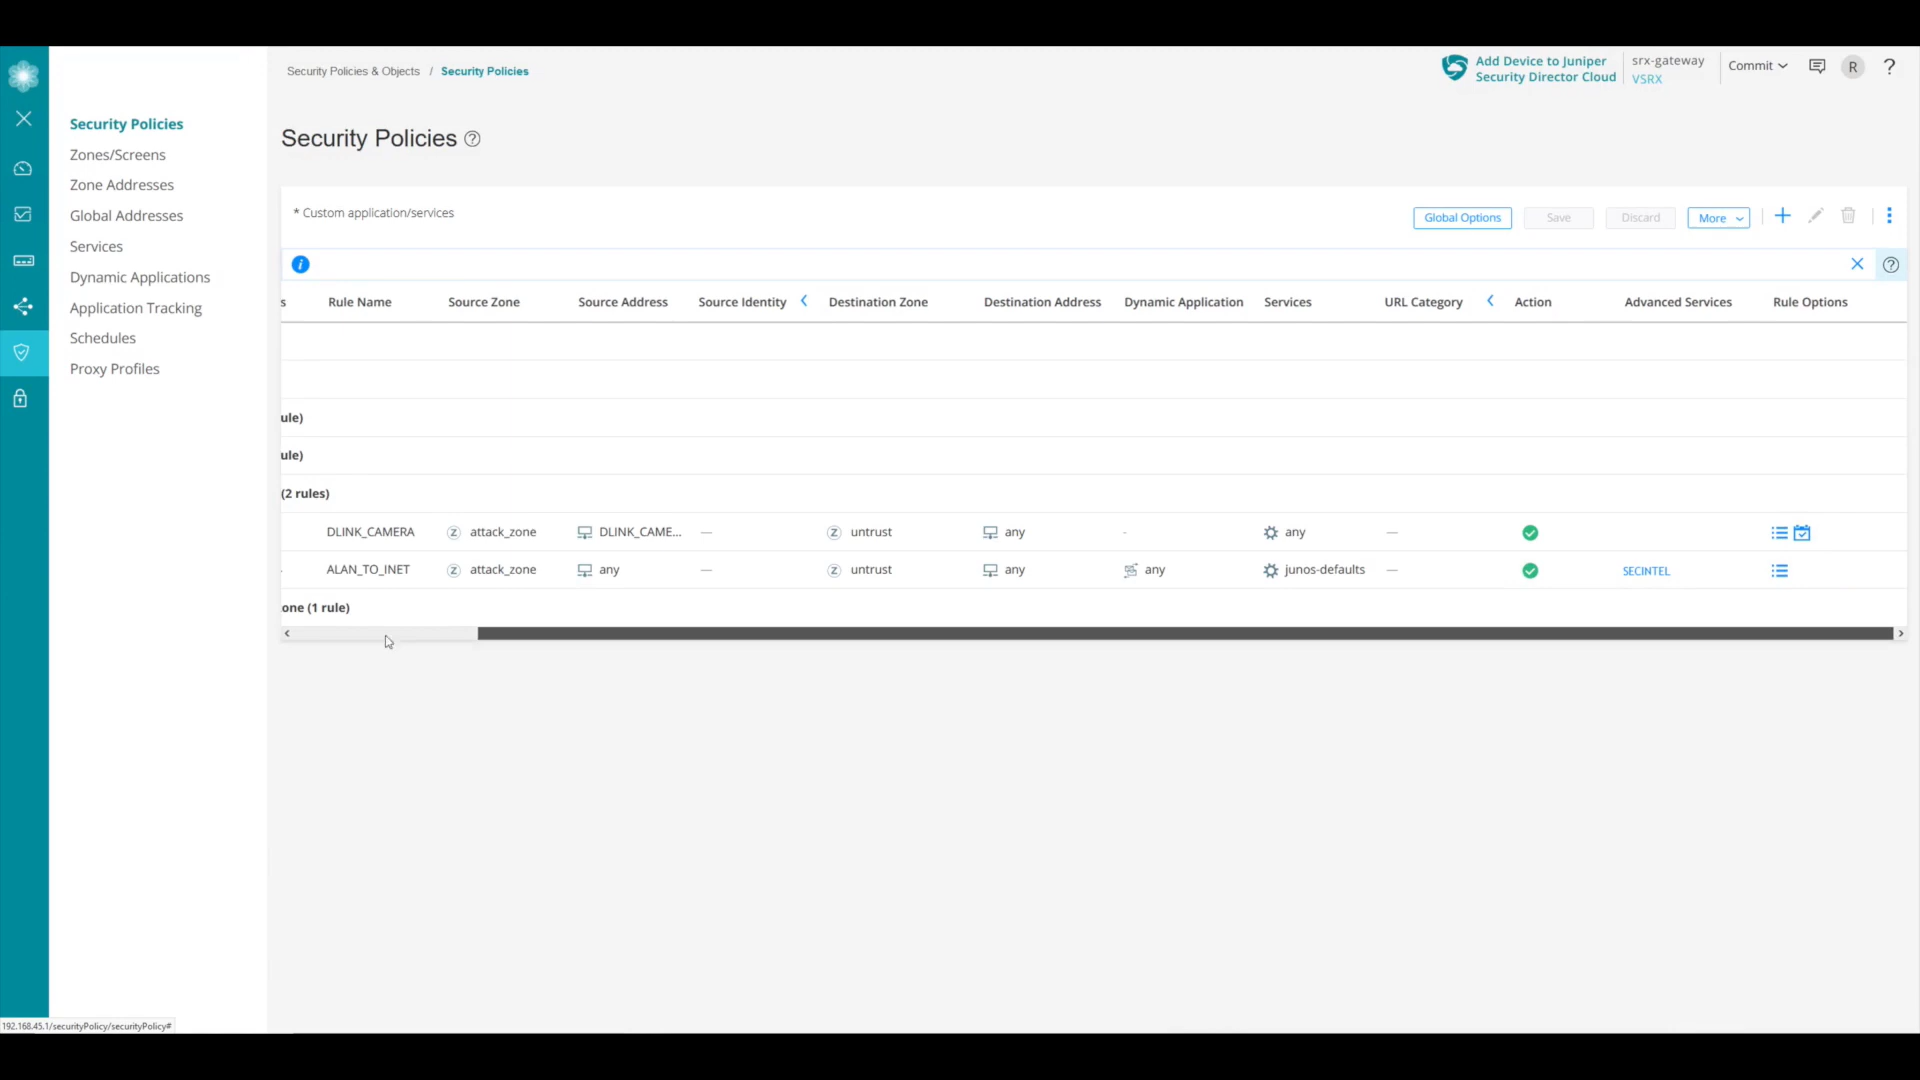 Security Policies & Objects / Security Policies
Add Device to Juniper
Security Director Cloud
srx-gateway
VSRX
Commit
R
?
Security Policies
Zones/Screens
Zone Addresses
Global Addresses
Services
Dynamic Applications
Application Tracking
Schedules
Proxy Profiles
Security Policies ?
* Custom application/services
Global Options Save Discard More
i ?
s Rule Name Source Zone Source Address Source Identity Destination Zone Destination Address Dynamic Application Services URL Category Action Advanced Services Rule Options
ule)
ule)
(2 rules)
DLINK_CAMERA Z attack_zone DLINK_CAME... — Z untrust any - any —
ALAN_TO_INET Z attack_zone any — Z untrust any any junos-defaults — SECINTEL
one (1 rule)
192.168.45.1/securityPolicy/securityPolicy#